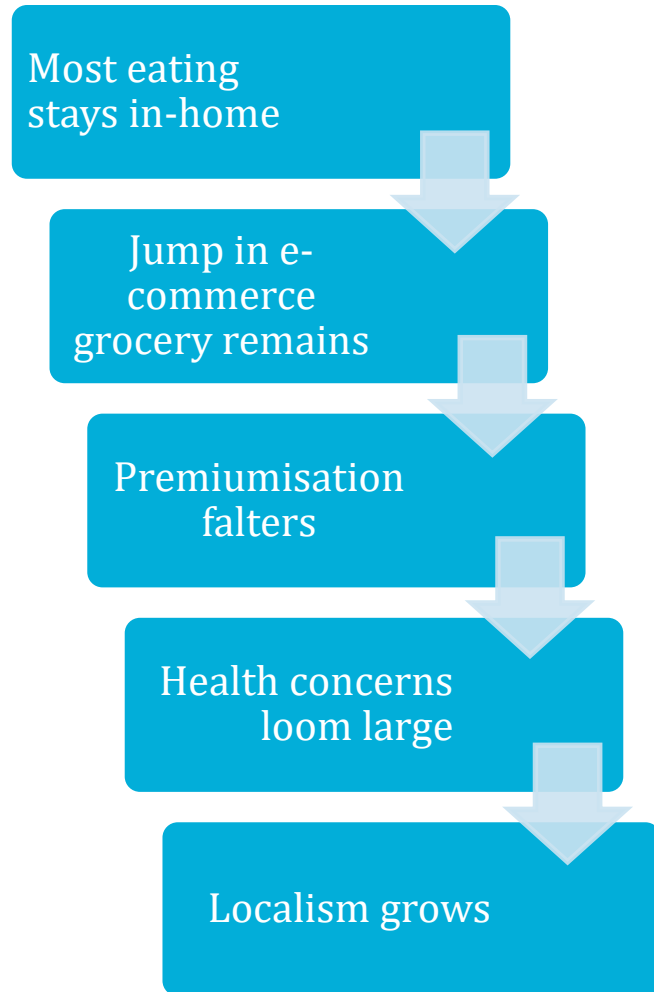 Most eating
stays in-home
Jump in e-
commerce
grocery remains
Premiumisation
falters
Health concerns
loom large
Localism grows